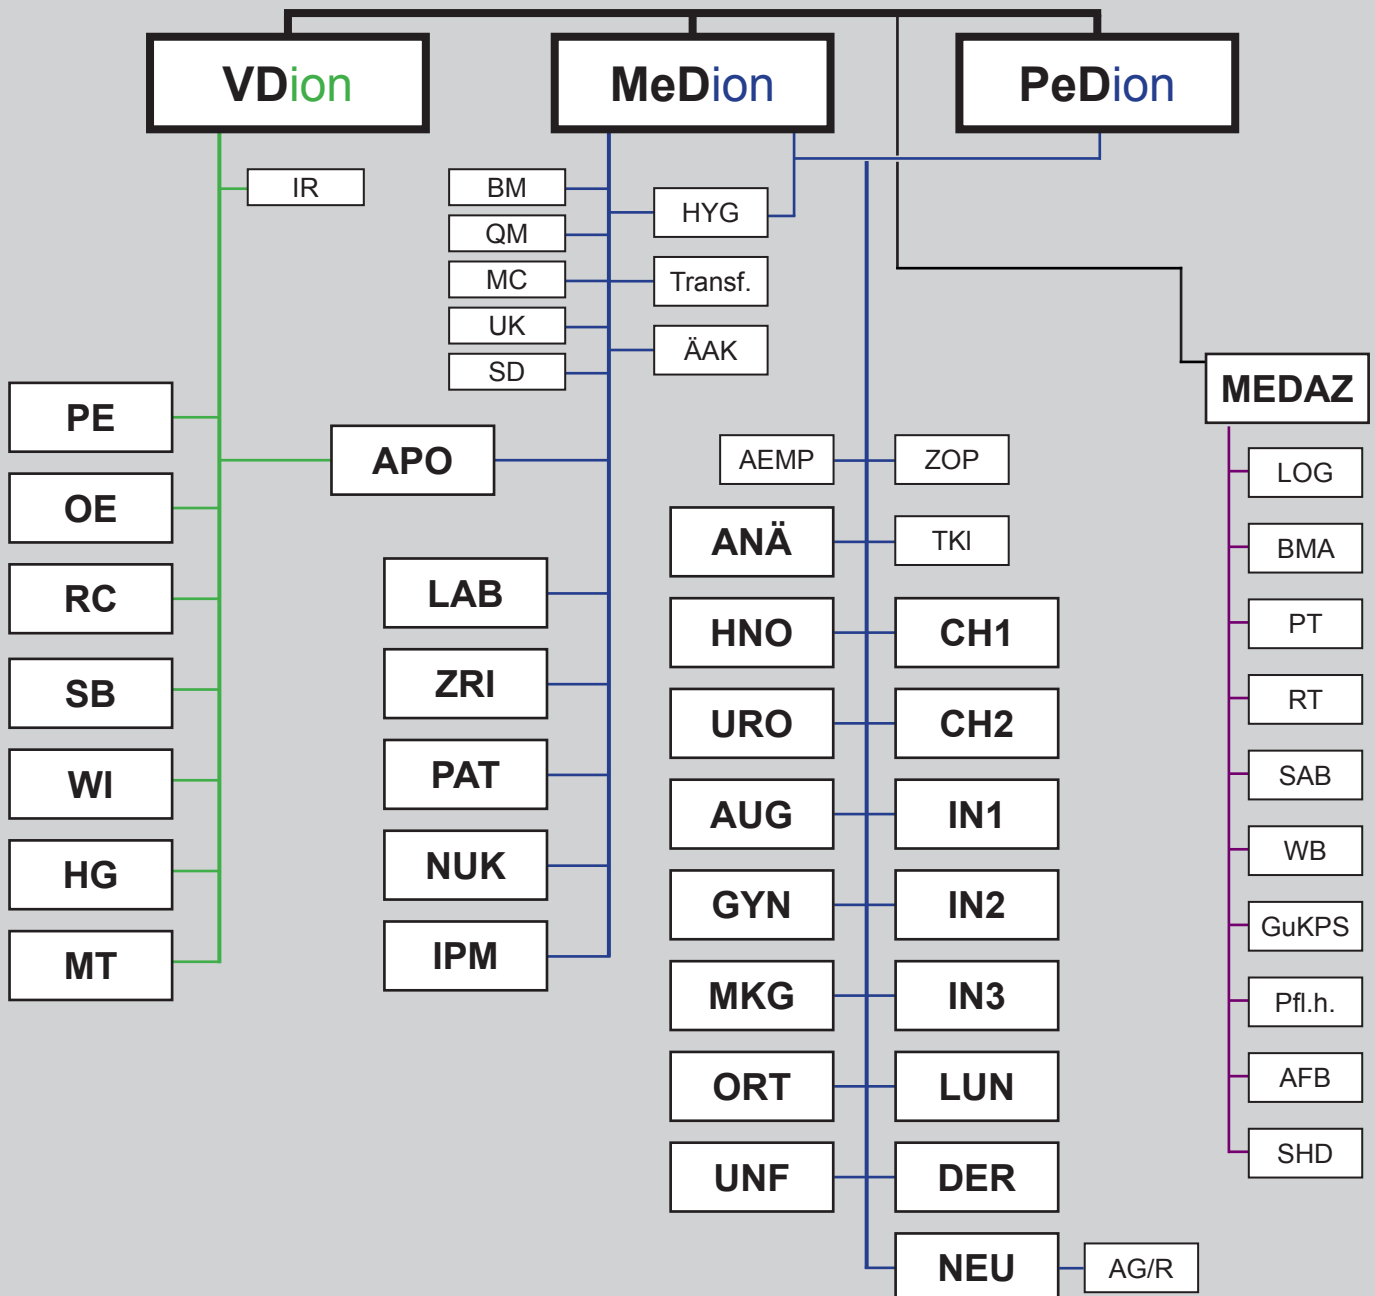 VDion
MeDion
PeDion
IR
BM
QM
MC
UK
SD
HYG
Transf.
ÄAK
MEDAZ
PE
OE
RC
SB
WI
HG
MT
APO
LAB
ZRI
PAT
NUK
IPM
AEMP
ZOP
ANÄ
TKI
HNO
CH1
URO
CH2
AUG
IN1
GYN
IN2
MKG
IN3
ORT
LUN
UNF
DER
NEU
AG/R
LOG
BMA
PT
RT
SAB
WB
GuKPS
Pfl.h.
AFB
SHD